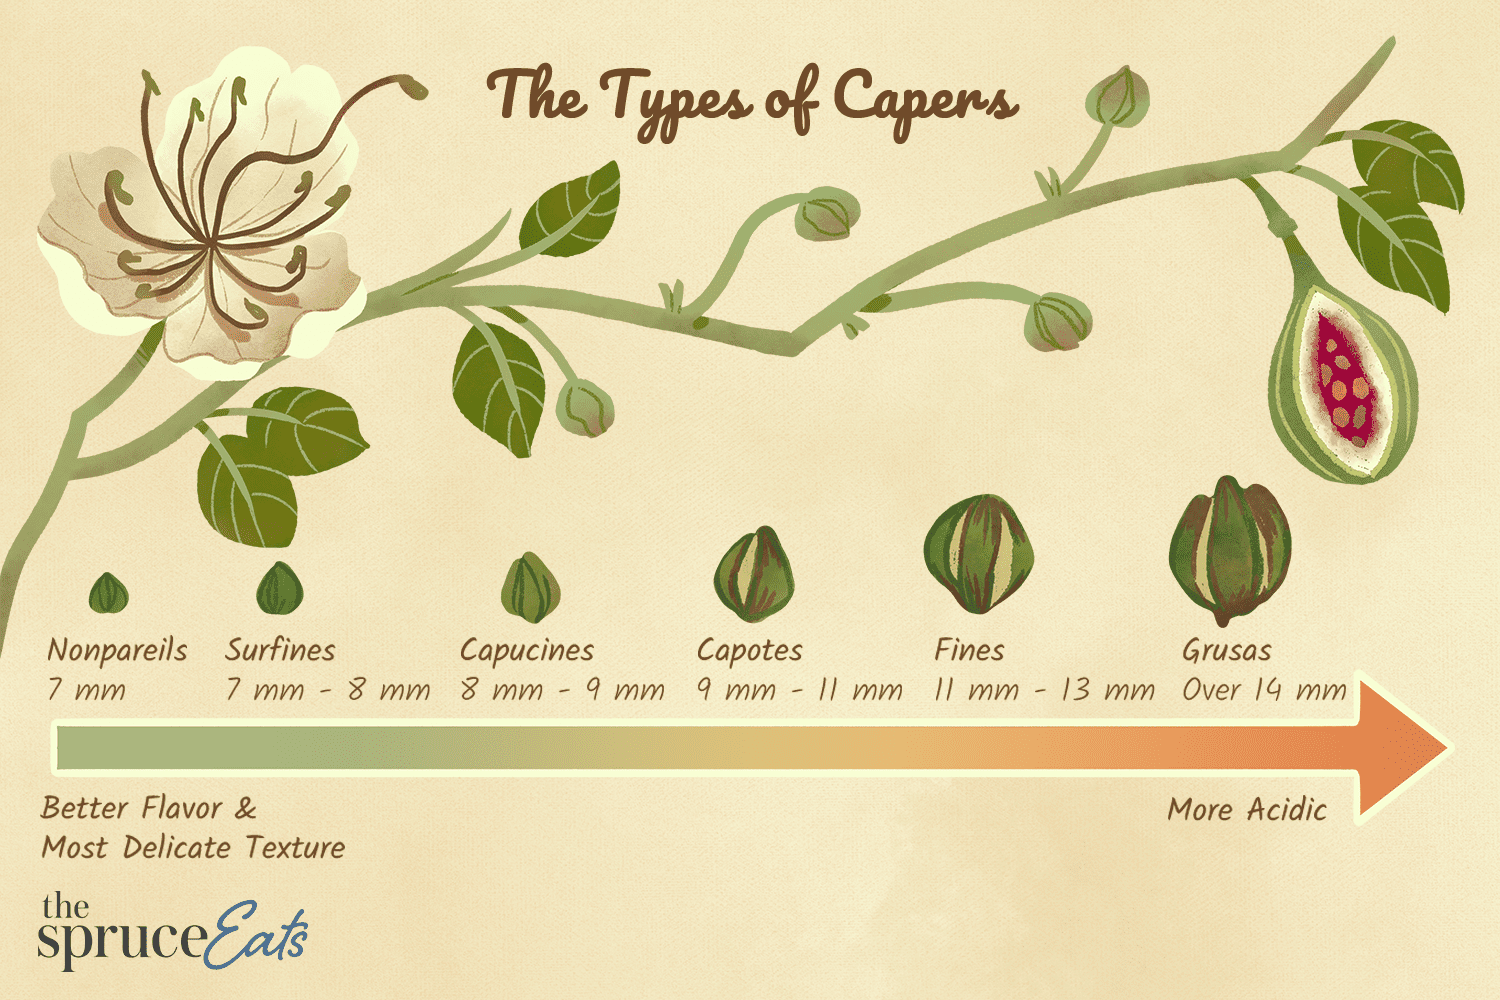 The Types of Capers
Nonpareils
7 mm
Surfines
7 mm - 8 mm
Capucines
8 mm - 9 mm
Capotes
9 mm - 11 mm
Fines
11 mm - 13 mm
Grusas
Over 14 mm
Better Flavor &
Most Delicate Texture
More Acidic
the
spruceEats